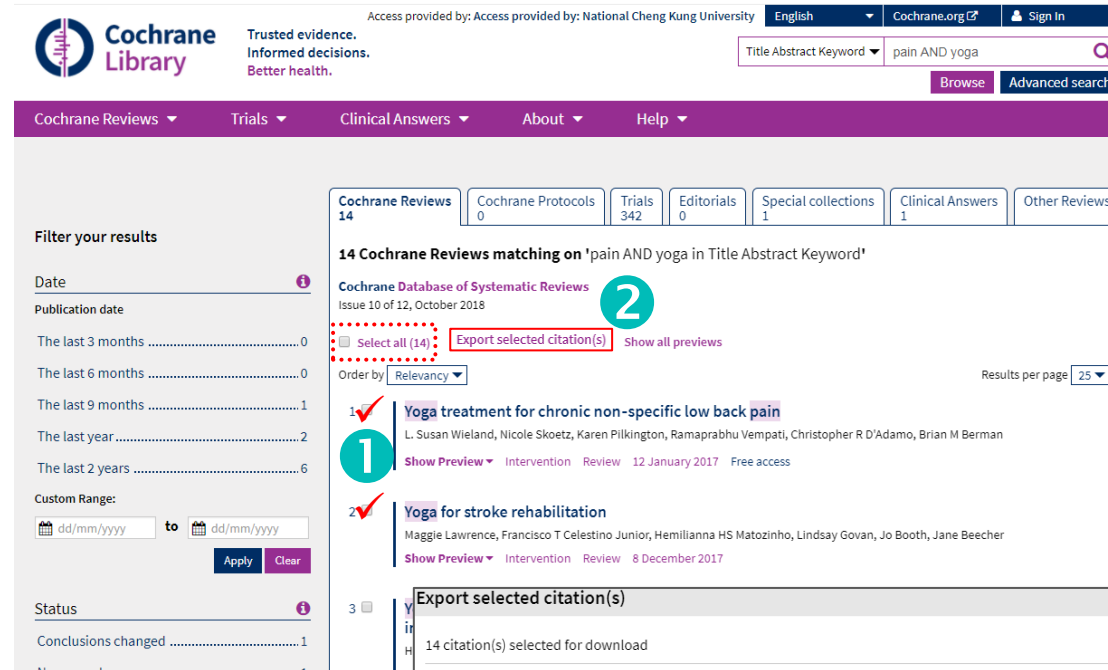 Access provided by: Access provided by: National Cheng Kung University
English
Cochrane.org
Sign In
Cochrane
Library
Trusted evidence.
Informed decisions.
Better health.
Title Abstract Keyword
pain AND yoga
Browse
Advanced search
Cochrane Reviews
Trials
Clinical Answers
About
Help
Cochrane Reviews
14
Cochrane Protocols
0
Trials
342
Editorials
0
Special collections
1
Clinical Answers
1
Other Reviews
Filter your results
Date
Publication date
The last 3 months 0
The last 6 months 0
The last 9 months 1
The last year 2
The last 2 years 6
Custom Range:
dd/mm/yyyy to dd/mm/yyyy
Apply Clear
Status
Conclusions changed 1
14 Cochrane Reviews matching on 'pain AND yoga in Title Abstract Keyword'
Cochrane Database of Systematic Reviews
Issue 10 of 12, October 2018
2
Select all (14) Export selected citation(s) Show all previews
Order by Relevancy
Results per page 25
1
Yoga treatment for chronic non-specific low back pain
L. Susan Wieland, Nicole Skoetz, Karen Pilkington, Ramaprabhu Vempati, Christopher R D'Adamo, Brian M Berman
1
Show Preview Intervention Review 12 January 2017 Free access
2
Yoga for stroke rehabilitation
Maggie Lawrence, Francisco T Celestino Junior, Hemilianna HS Matozinho, Lindsay Govan, Jo Booth, Jane Beecher
Show Preview Intervention Review 8 December 2017
3
Export selected citation(s)
14 citation(s) selected for download